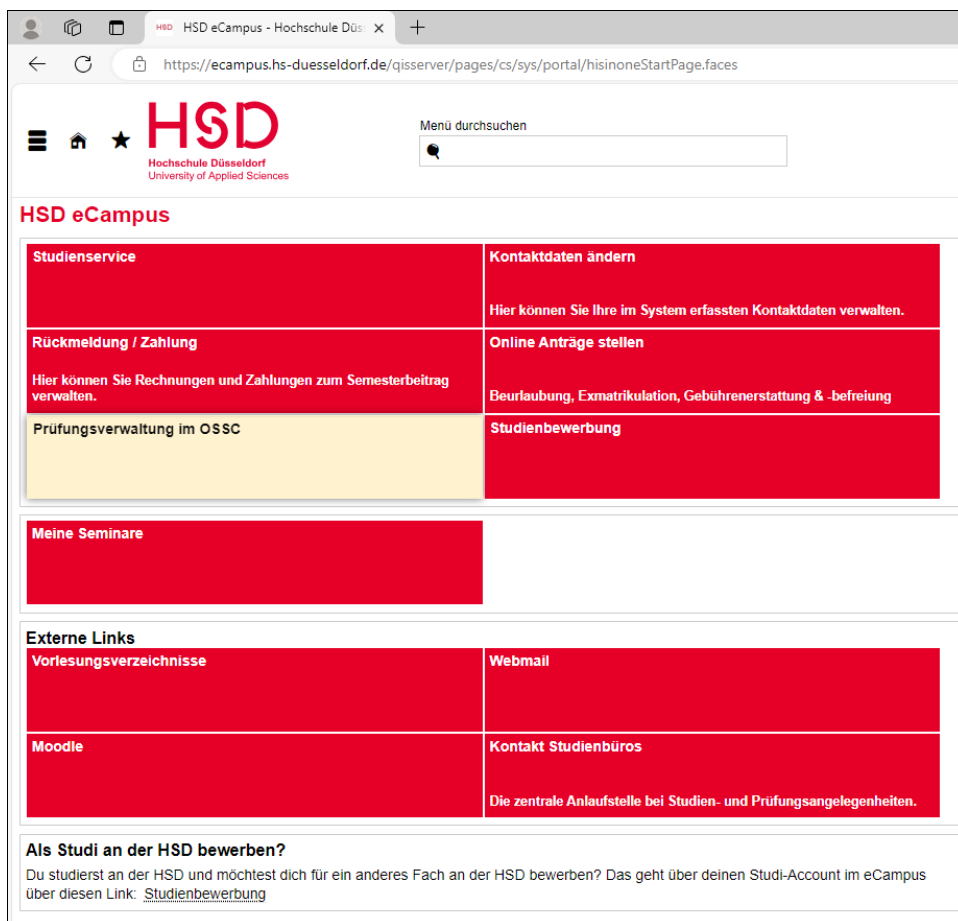 HSD HSD eCampus - Hochschule Düs
https://ecampus.hs-duesseldorf.de/qisserver/pages/cs/sys/portal/hisinoneStartPage.faces
HSD
Hochschule Düsseldorf
University of Applied Sciences
Menü durchsuchen
HSD eCampus
Studienservice
Kontaktdaten ändern
Hier können Sie Ihre im System erfassten Kontaktdaten verwalten.
Rückmeldung / Zahlung
Hier können Sie Rechnungen und Zahlungen zum Semesterbeitrag
verwalten.
Online Anträge stellen
Beurlaubung, Exmatrikulation, Gebührenerstattung & -befreiung
Prüfungsverwaltung im OSSC
Studienbewerbung
Meine Seminare
Externe Links
Vorlesungsverzeichnisse
Webmail
Moodle
Kontakt Studienbüros
Die zentrale Anlaufstelle bei Studien- und Prüfungsangelegenheiten.
Als Studi an der HSD bewerben?
Du studierst an der HSD und möchtest dich für ein anderes Fach an der HSD bewerben? Das geht über deinen Studi-Account im eCampus
über diesen Link: Studienbewerbung